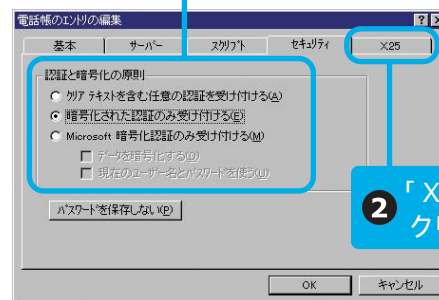 電話帳のエントリの編集
基本 サーバー スクリプト セキュリティ X25
認証と暗号化の原則
クリア テキストを含む任意の認証を受け付ける(A)
暗号化された認証のみ受け付ける(E)
Microsoft 暗号化認証のみ受け付ける(M)
データを暗号化する(O)
現在のユーザー名とパスワードを使う(U)
パスワードを保存しない(P)
2 「X
ク
OK キャンセル